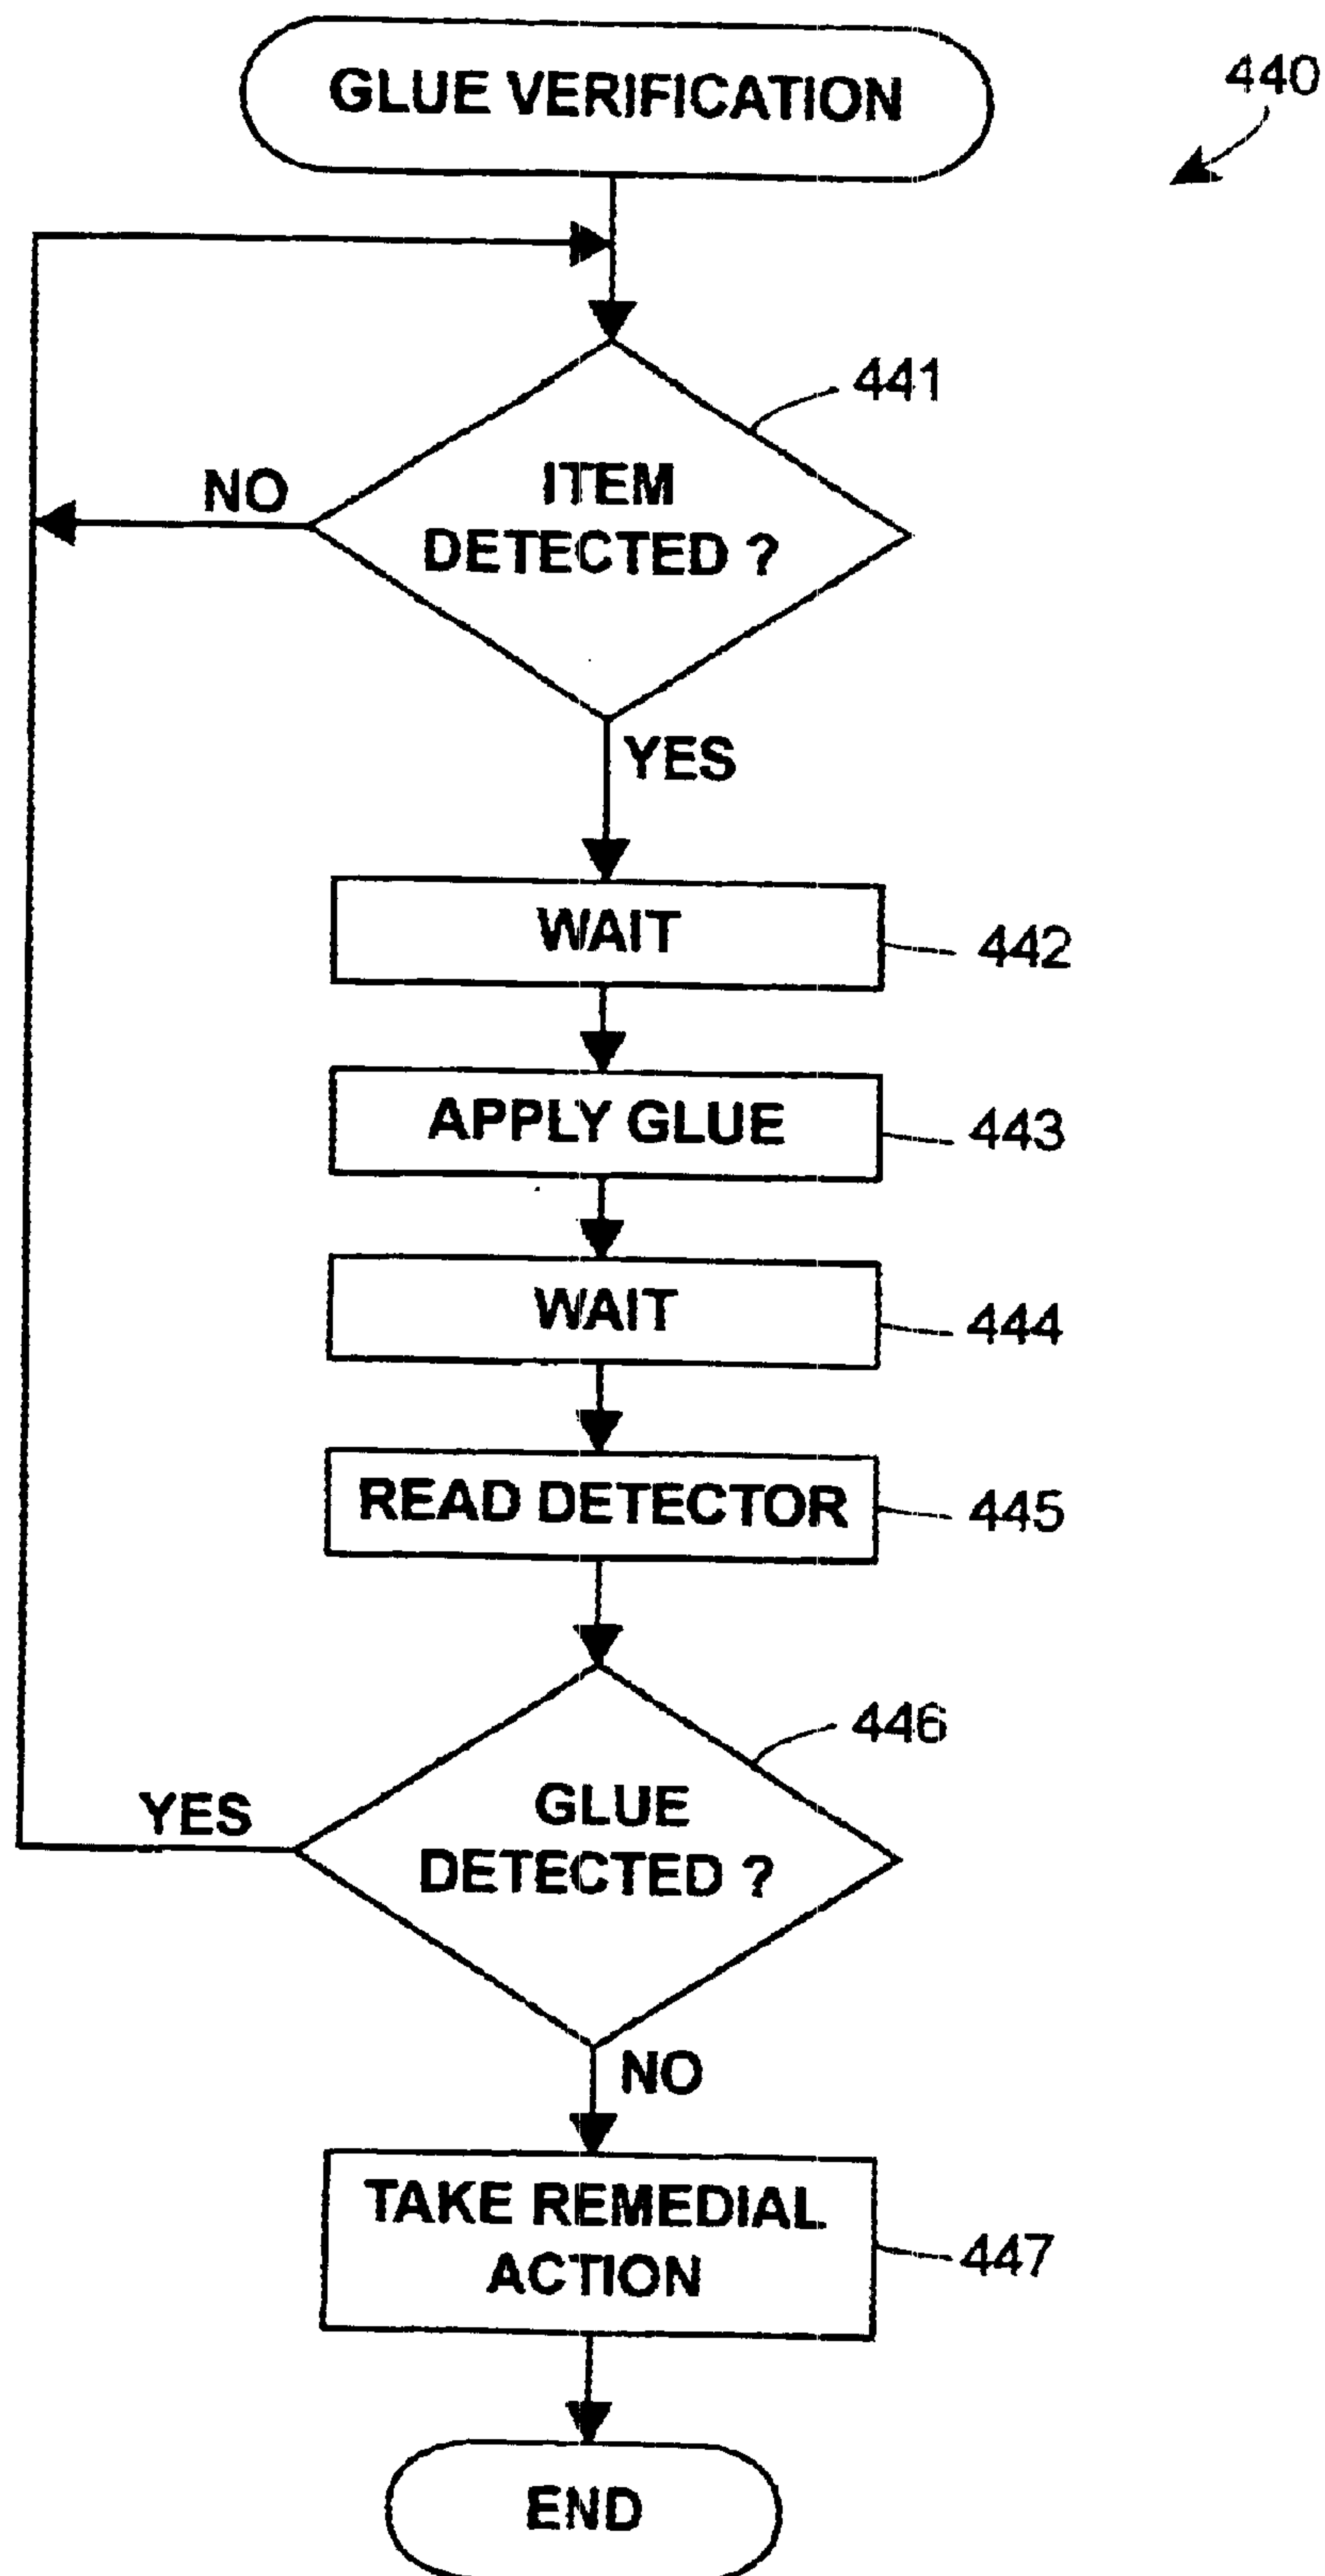 GLUE VERIFICATION
440
441
ITEM
DETECTED ?
NO
YES
WAIT
442
APPLY GLUE
443
WAIT
444
READ DETECTOR
445
446
GLUE
DETECTED ?
YES
NO
TAKE REMEDIAL
ACTION
447
END